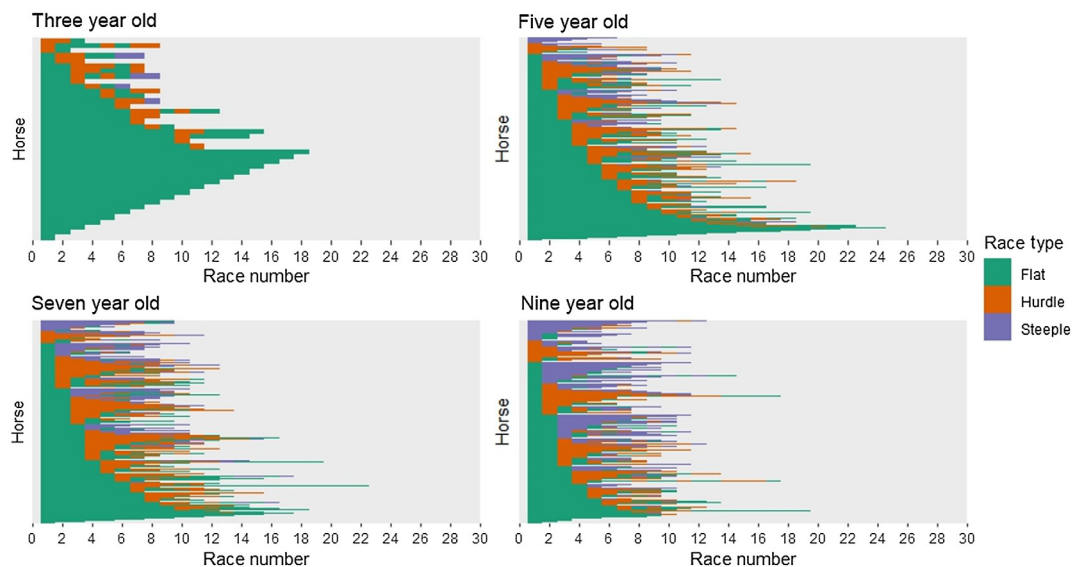 Three year old
Horse
0 2 4 6 8 10 12 14 16 18 20 22 24 26 28 30
Race number
Five year old
Horse
0 2 4 6 8 10 12 14 16 18 20 22 24 26 28 30
Race number
Seven year old
Horse
0 2 4 6 8 10 12 14 16 18 20 22 24 26 28 30
Race number
Nine year old
Horse
0 2 4 6 8 10 12 14 16 18 20 22 24 26 28 30
Race number
Race type
Flat
Hurdle
Steeple